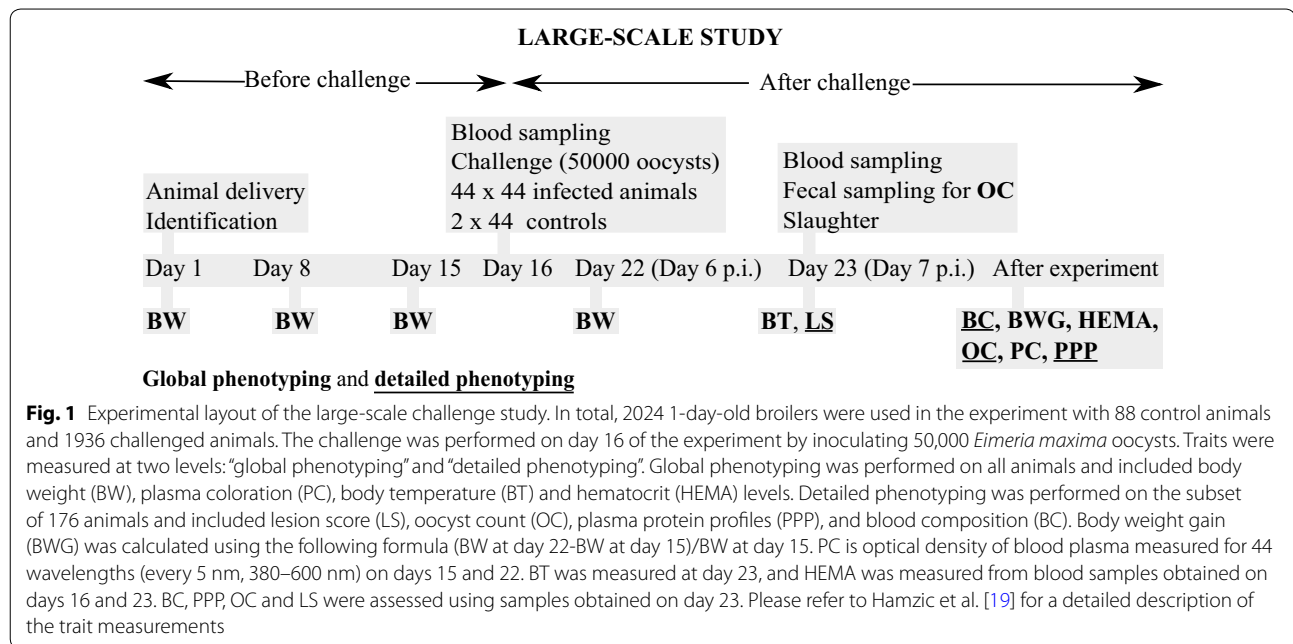 LARGE-SCALE STUDY
Before challenge
After challenge
Blood sampling
Challenge (50000 oocysts)
44 x 44 infected animals
2 x 44 controls
Blood sampling
Fecal sampling for OC
Slaughter
Animal delivery
Identification
Day 1 Day 8 Day 15 Day 16 Day 22 (Day 6 p.i.) Day 23 (Day 7 p.i.) After experiment
BW BW BW BW BT, LS BC, BWG, HEMA,
OC, PC, PPP
Global phenotyping and detailed phenotyping
Fig. 1 Experimental layout of the large-scale challenge study. In total, 2024 1-day-old broilers were used in the experiment with 88 control animals
and 1936 challenged animals. The challenge was performed on day 16 of the experiment by inoculating 50,000 Eimeria maxima oocysts. Traits were
measured at two levels: “global phenotyping” and “detailed phenotyping”. Global phenotyping was performed on all animals and included body
weight (BW), plasma coloration (PC), body temperature (BT) and hematocrit (HEMA) levels. Detailed phenotyping was performed on the subset
of 176 animals and included lesion score (LS), oocyst count (OC), plasma protein profiles (PPP), and blood composition (BC). Body weight gain
(BWG) was calculated using the following formula (BW at day 22-BW at day 15)/BW at day 15. PC is optical density of blood plasma measured for 44
wavelengths (every 5 nm, 380–600 nm) on days 15 and 22. BT was measured at day 23, and HEMA was measured from blood samples obtained on
days 16 and 23. BC, PPP, OC and LS were assessed using samples obtained on day 23. Please refer to Hamzic et al. [19] for a detailed description of
the trait measurements